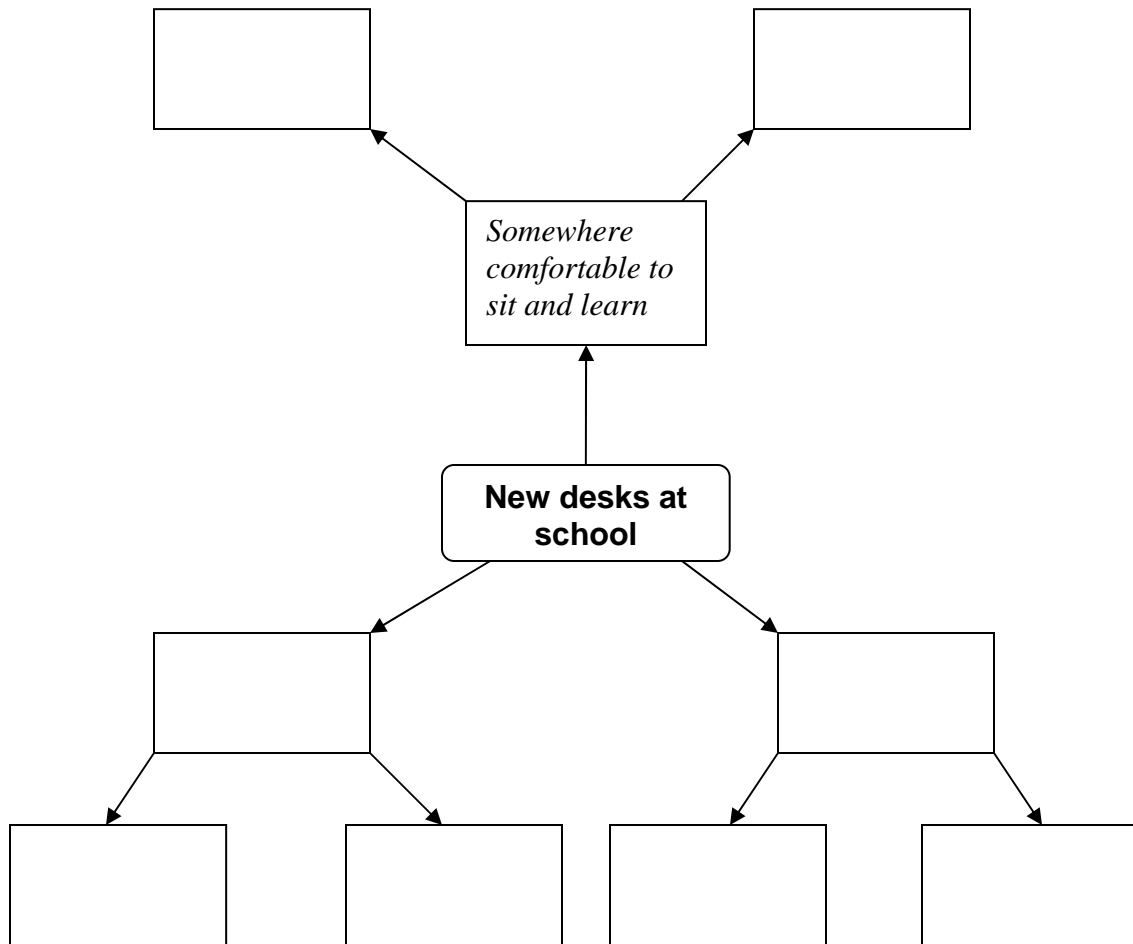 Somewhere
comfortable to
sit and learn
New desks at
school